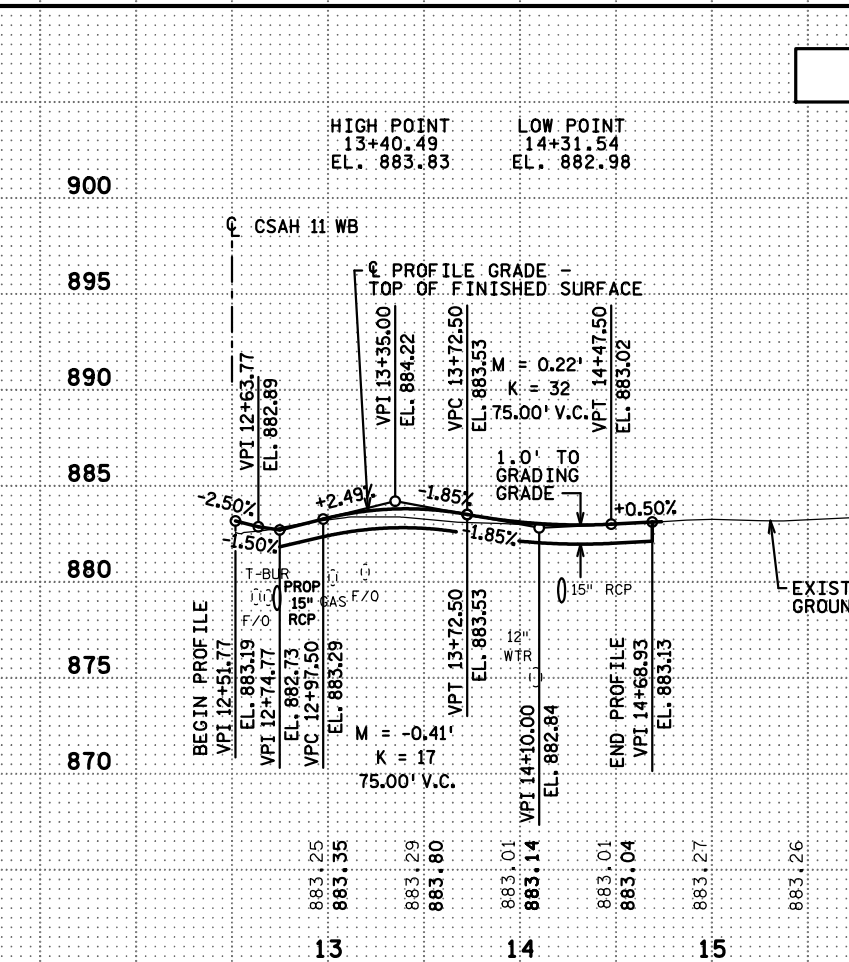 HIGH POINT
13+40.49
EL. 883.83
LOW POINT
14+31.54
EL. 882.98
900
895
890
885
880
875
870
℄ CSAH 11 WB
℄ PROFILE GRADE -
TOP OF FINISHED SURFACE
VPI 12+63.77
EL. 882.89
VPI 13+35.00
EL. 884.22
VPC 13+72.50
EL. 883.53
M = 0.22'
K = 32
75.00' V.C.
VPT 14+47.50
EL. 883.02
1.0' TO
GRADING
GRADE
-2.50%
-1.50%
+2.49%
-1.85%
-1.85%
+0.50%
T-BUR
F/O
PROP
15"
RCP
GAS
F/O
15" RCP
12"
WTR
EXIST
GROUN
BEGIN PROFILE
VPI 12+51.77
EL. 883.19
VPI 12+74.77
EL. 882.73
VPC 12+97.50
EL. 883.29
M = -0.41'
K = 17
75.00' V.C.
VPT 13+72.50
EL. 883.53
VPI 14+10.00
EL. 882.84
END PROFILE
VPI 14+68.93
EL. 883.13
883.25
883.35
883.29
883.80
883.01
883.14
883.01
883.04
883.27
883.26
13
14
15